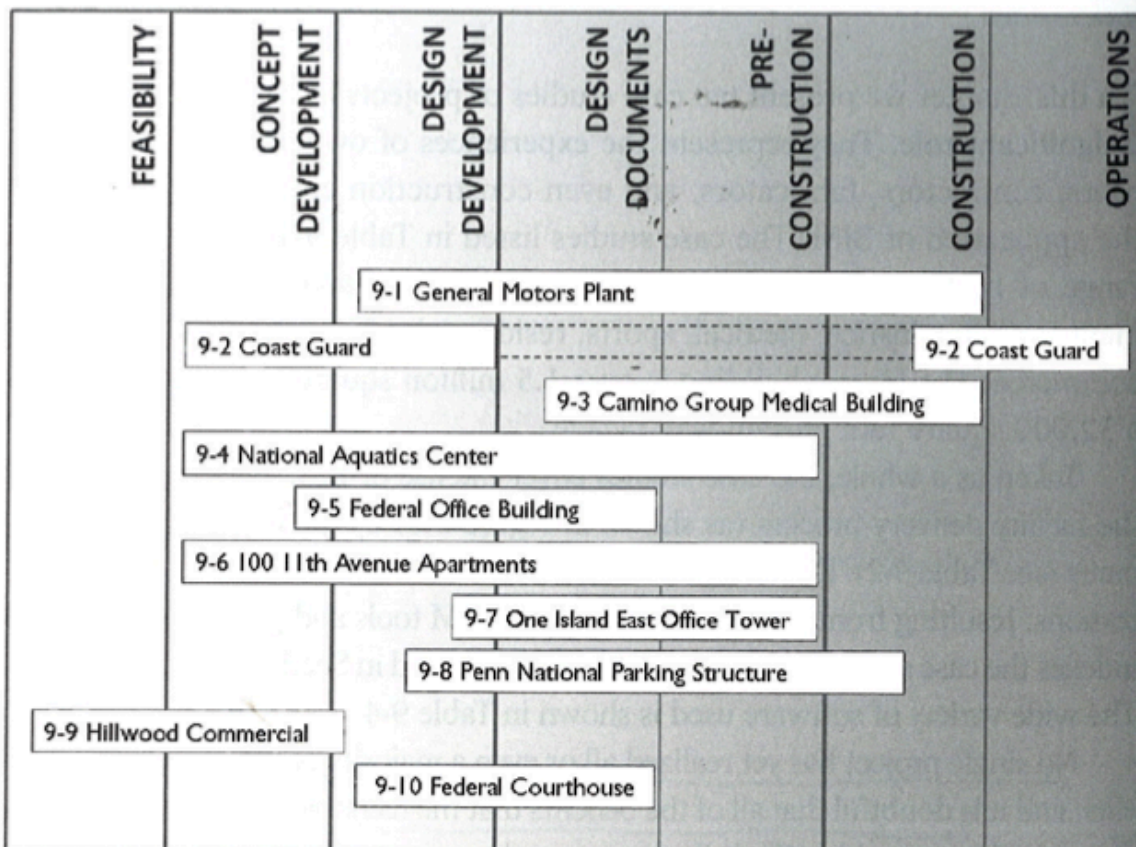 FEASIBILITY
CONCEPT
DEVELOPMENT
DESIGN
DEVELOPMENT
DESIGN
DOCUMENTS
PRE-
CONSTRUCTION
CONSTRUCTION
OPERATIONS
9-1 General Motors Plant
9-2 Coast Guard
9-2 Coast Guard
9-3 Camino Group Medical Building
9-4 National Aquatics Center
9-5 Federal Office Building
9-6 100 11th Avenue Apartments
9-7 One Island East Office Tower
9-8 Penn National Parking Structure
9-9 Hillwood Commercial
9-10 Federal Courthouse